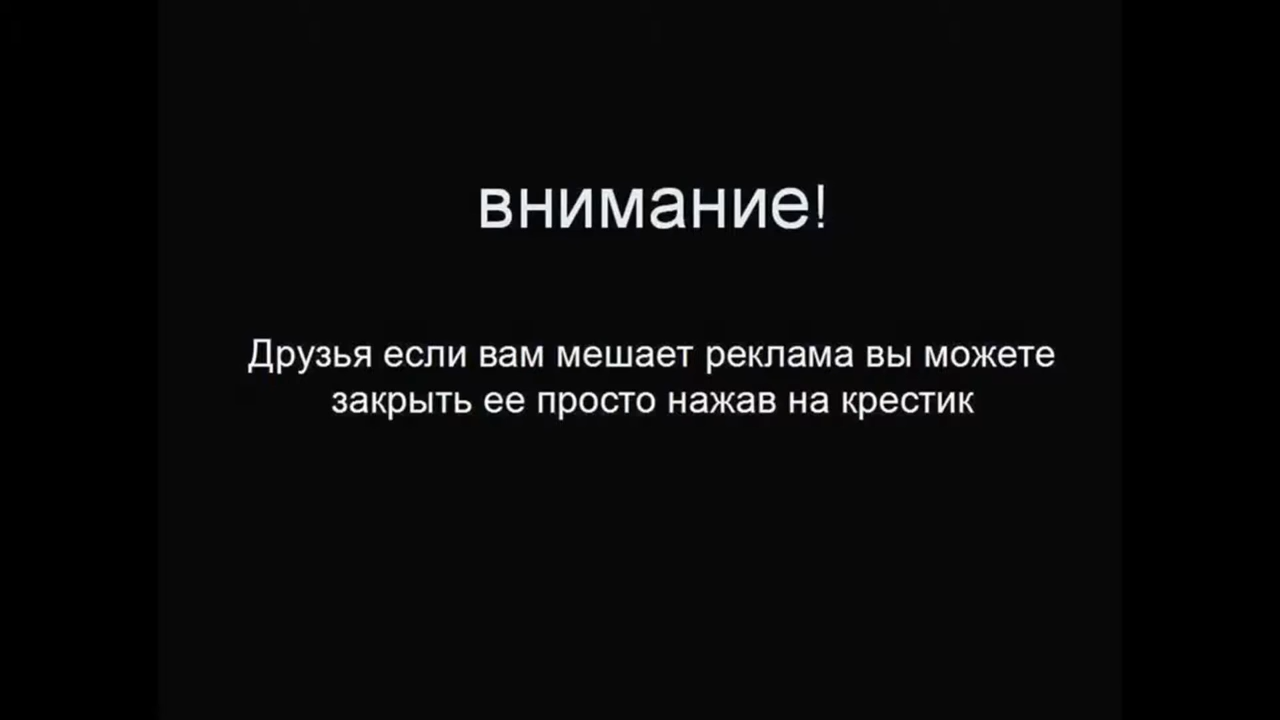 внимание!
Друзья если вам мешает реклама вы можете
закрыть ее просто нажав на крестик